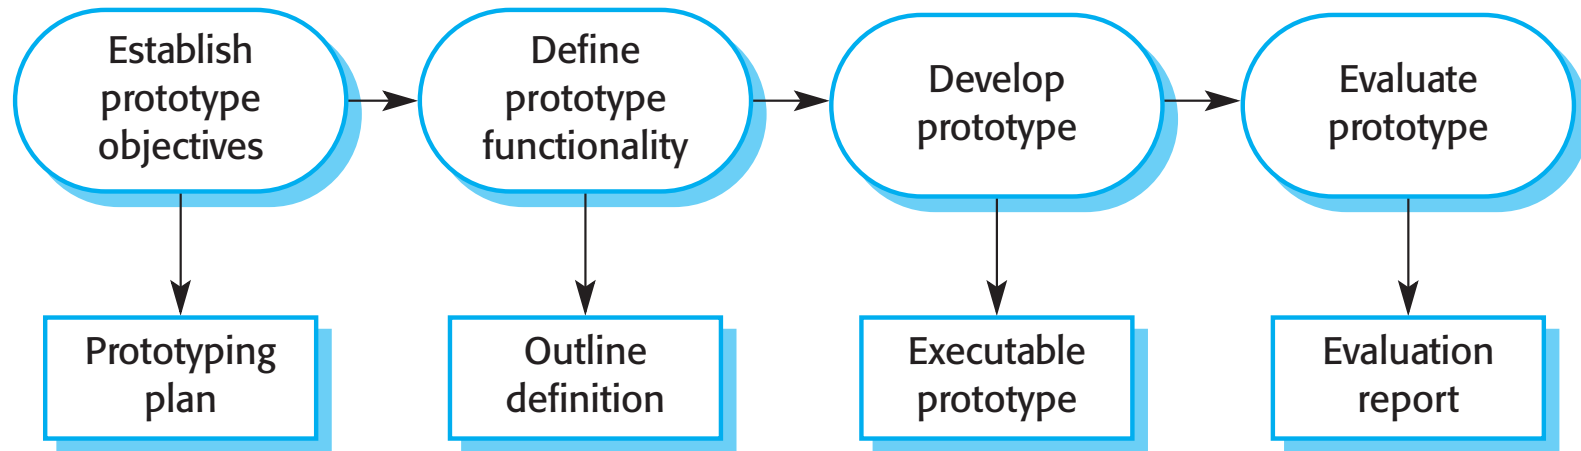 Establish
prototype
objectives
Define
prototype
functionality
Develop
prototype
Evaluate
prototype
Prototyping
plan
Outline
definition
Executable
prototype
Evaluation
report